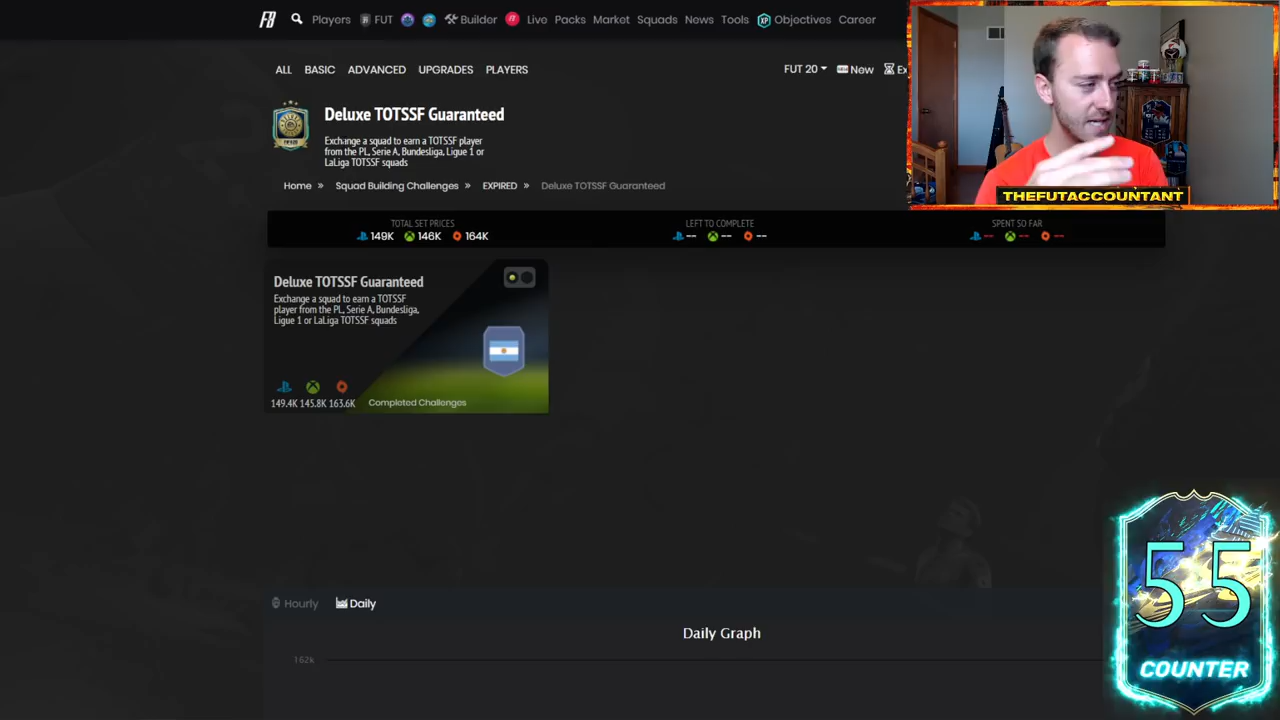 Players FUT Builder Live Packs Market Squads News Tools XP Objectives Career
ALL BASIC ADVANCED UPGRADES PLAYERS
FUT 20 New Ex
Deluxe TOTSSF Guaranteed
Exchange a squad to earn a TOTSSF player
from the PL, Serie A, Bundesliga, Ligue 1 or
LaLiga TOTSSF squads
Home » Squad Building Challenges » EXPIRED » Deluxe TOTSSF Guaranteed
THEFUTACCOUNTANT
TOTAL SET PRICES LEFT TO COMPLETE SPENT SO FAR
149K 146K 164K -- -- -- -- -- --
Deluxe TOTSSF Guaranteed
Exchange a squad to earn a TOTSSF
player from the PL, Serie A, Bundesliga,
Ligue 1 or LaLiga TOTSSF squads
149.4K 145.8K 163.6K Completed Challenges
55
COUNTER
Hourly Daily
Daily Graph
162k